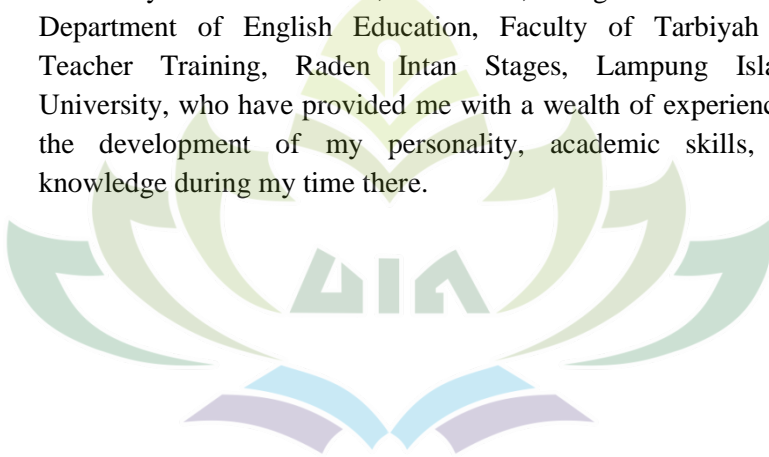 Department of English Education, Faculty of Tarbiyah
Teacher Training, Raden Intan Stages, Lampung
University, who have provided me with a wealth of
the development of my personality, academic skills,
knowledge during my time there.